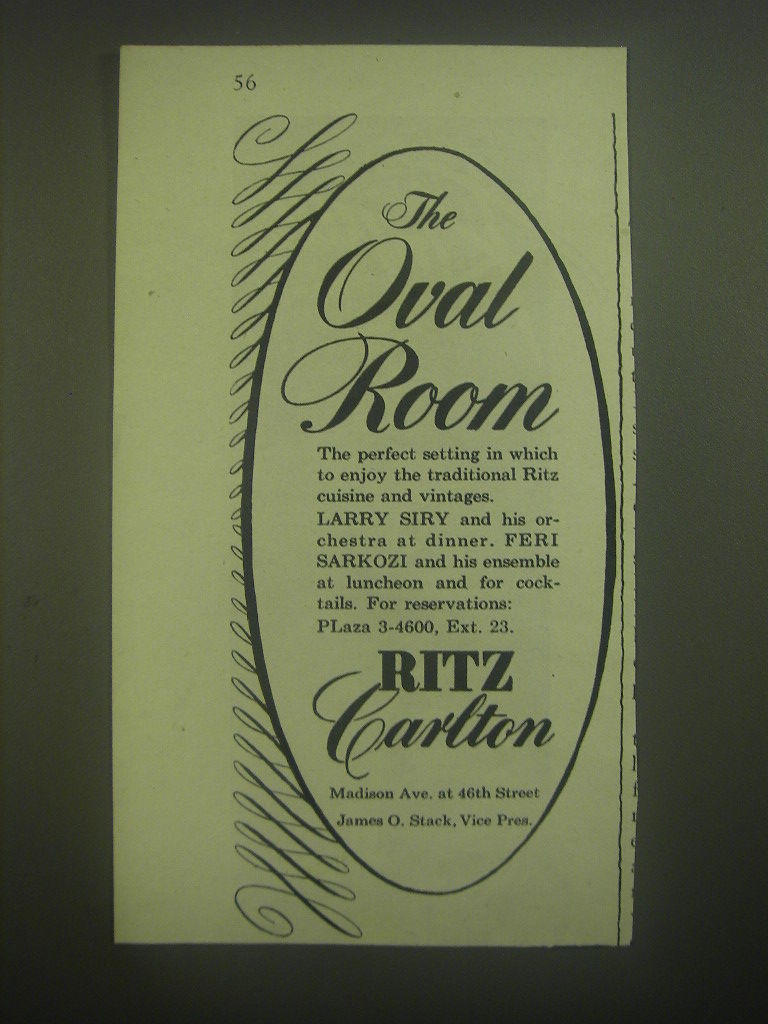 56
The
Oval
Room
The perfect setting in which
to enjoy the traditional Ritz
cuisine and vintages.
LARRY SIRY and his or-
chestra at dinner. FERI
SARKOZI and his ensemble
at luncheon and for cock-
tails. For reservations:
PLaza 3-4600, Ext. 23.
RITZ
Carlton
Madison Ave. at 46th Street
James O. Stack, Vice Pres.